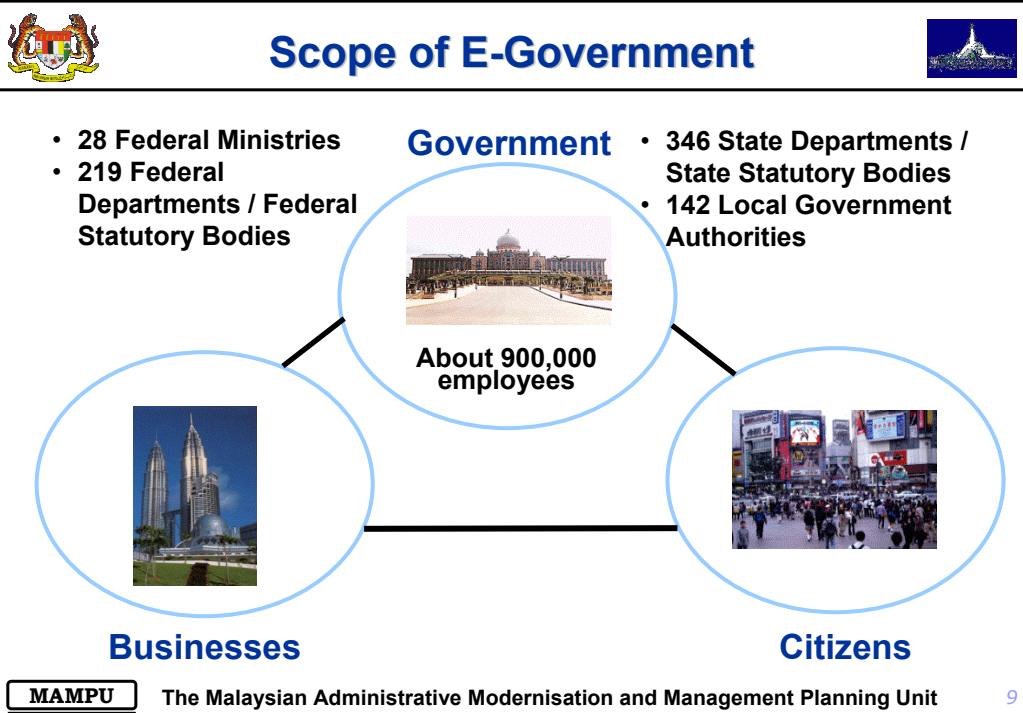 Scope of E-Government
• 28 Federal Ministries
• 219 Federal
Departments / Federal
Statutory Bodies
Government
• 346 State Departments /
State Statutory Bodies
• 142 Local Government
Authorities
About 900,000
employees
Businesses
Citizens
MAMPU
The Malaysian Administrative Modernisation and Management Planning Unit
9